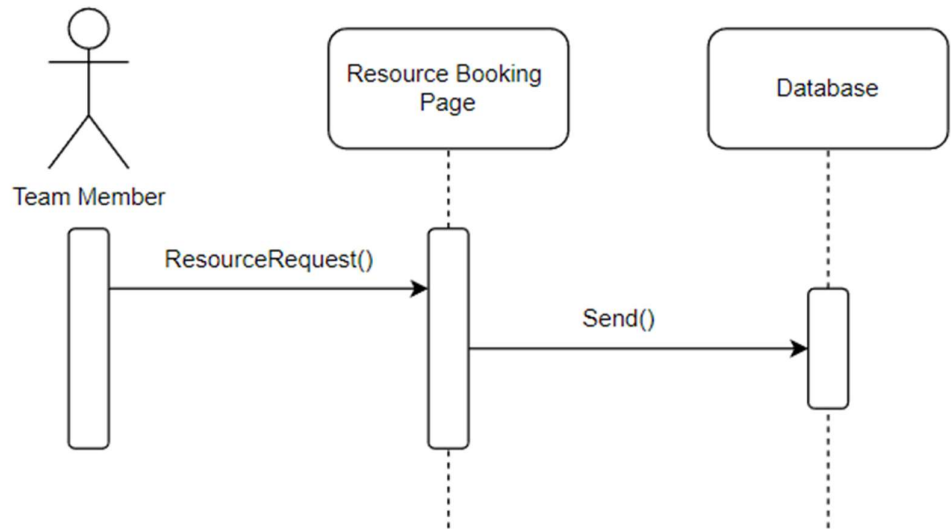 Resource Booking
Page
Database
Team Member
ResourceRequest()
Send()